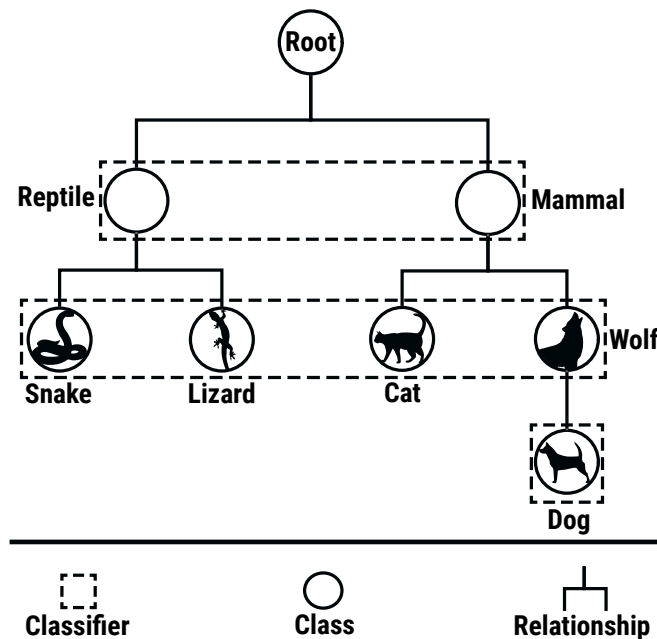 Root
Reptile
Mammal
Wolf
Snake
Lizard
Cat
Dog
Classifier
Class
Relationship